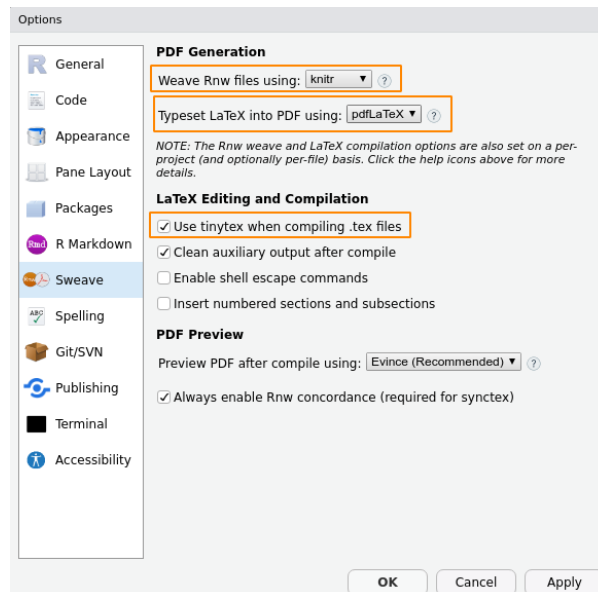 Options
General
Code
Appearance
Pane Layout
Packages
Rmd
R Markdown
Sweave
ABC
Spelling
Git/SVN
Publishing
Terminal
Accessibility
PDF Generation
Weave Rnw files using: knitr
Typeset LaTeX into PDF using: pdfLaTeX
NOTE: The Rnw weave and LaTeX compilation options are also set on a per-
project (and optionally per-file) basis. Click the help icons above for more
details.
LaTeX Editing and Compilation
Use tinytex when compiling .tex files
Clean auxiliary output after compile
Enable shell escape commands
Insert numbered sections and subsections
PDF Preview
Preview PDF after compile using: Evince (Recommended)
Always enable Rnw concordance (required for synctex)
OK Cancel Apply